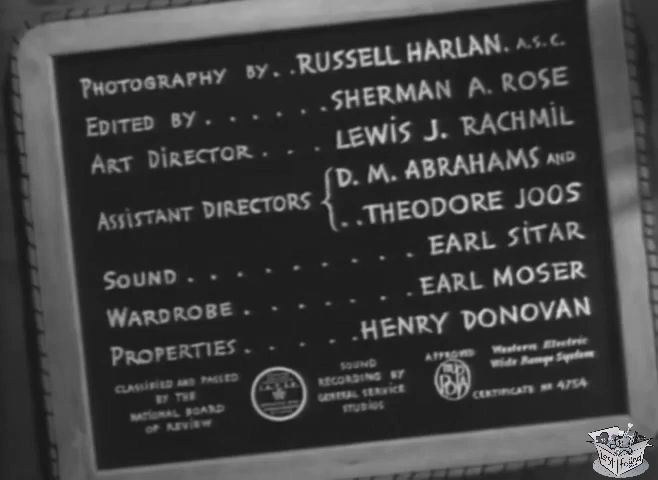 PHOTOGRAPHY BY. . RUSSELL HARLAN. A.S.C.
EDITED BY . . . . . . SHERMAN A. ROSE
ART DIRECTOR . . . LEWIS J. RACHMIL
ASSISTANT DIRECTORS { D. M. ABRAHAMS AND
. . THEODORE JOOS
SOUND . . . . . . . . . EARL SITAR
WARDROBE . . . . . . . EARL MOSER
PROPERTIES . . . . . HENRY DONOVAN
CLASSIFIED AND PASSED
BY THE
NATIONAL BOARD
OF REVIEW
SOUND
RECORDING BY
GENERAL SERVICE
STUDIOS
APPROVED
Western Electric
Wide Range System
CERTIFICATE NR 4754